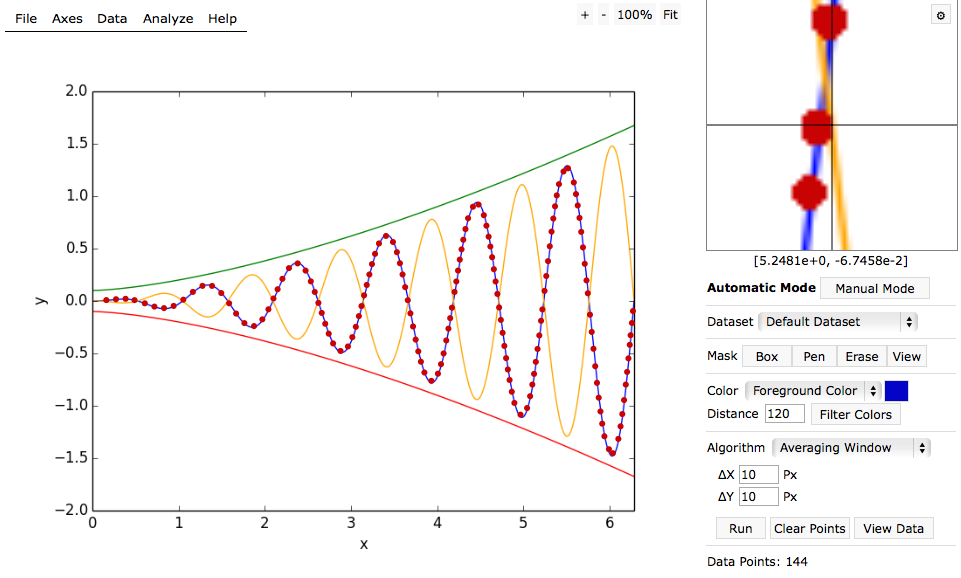 File Axes Data Analyze Help
+ - 100% Fit
⚙
2.0
1.5
1.0
0.5
0.0
−0.5
−1.0
−1.5
−2.0
y
0 1 2 3 4 5 6
x
[5.2481e+0, -6.7458e-2]
Automatic Mode Manual Mode
Dataset Default Dataset
Mask Box Pen Erase View
Color Foreground Color
Distance 120 Filter Colors
Algorithm Averaging Window
ΔX 10 Px
ΔY 10 Px
Run Clear Points View Data
Data Points: 144